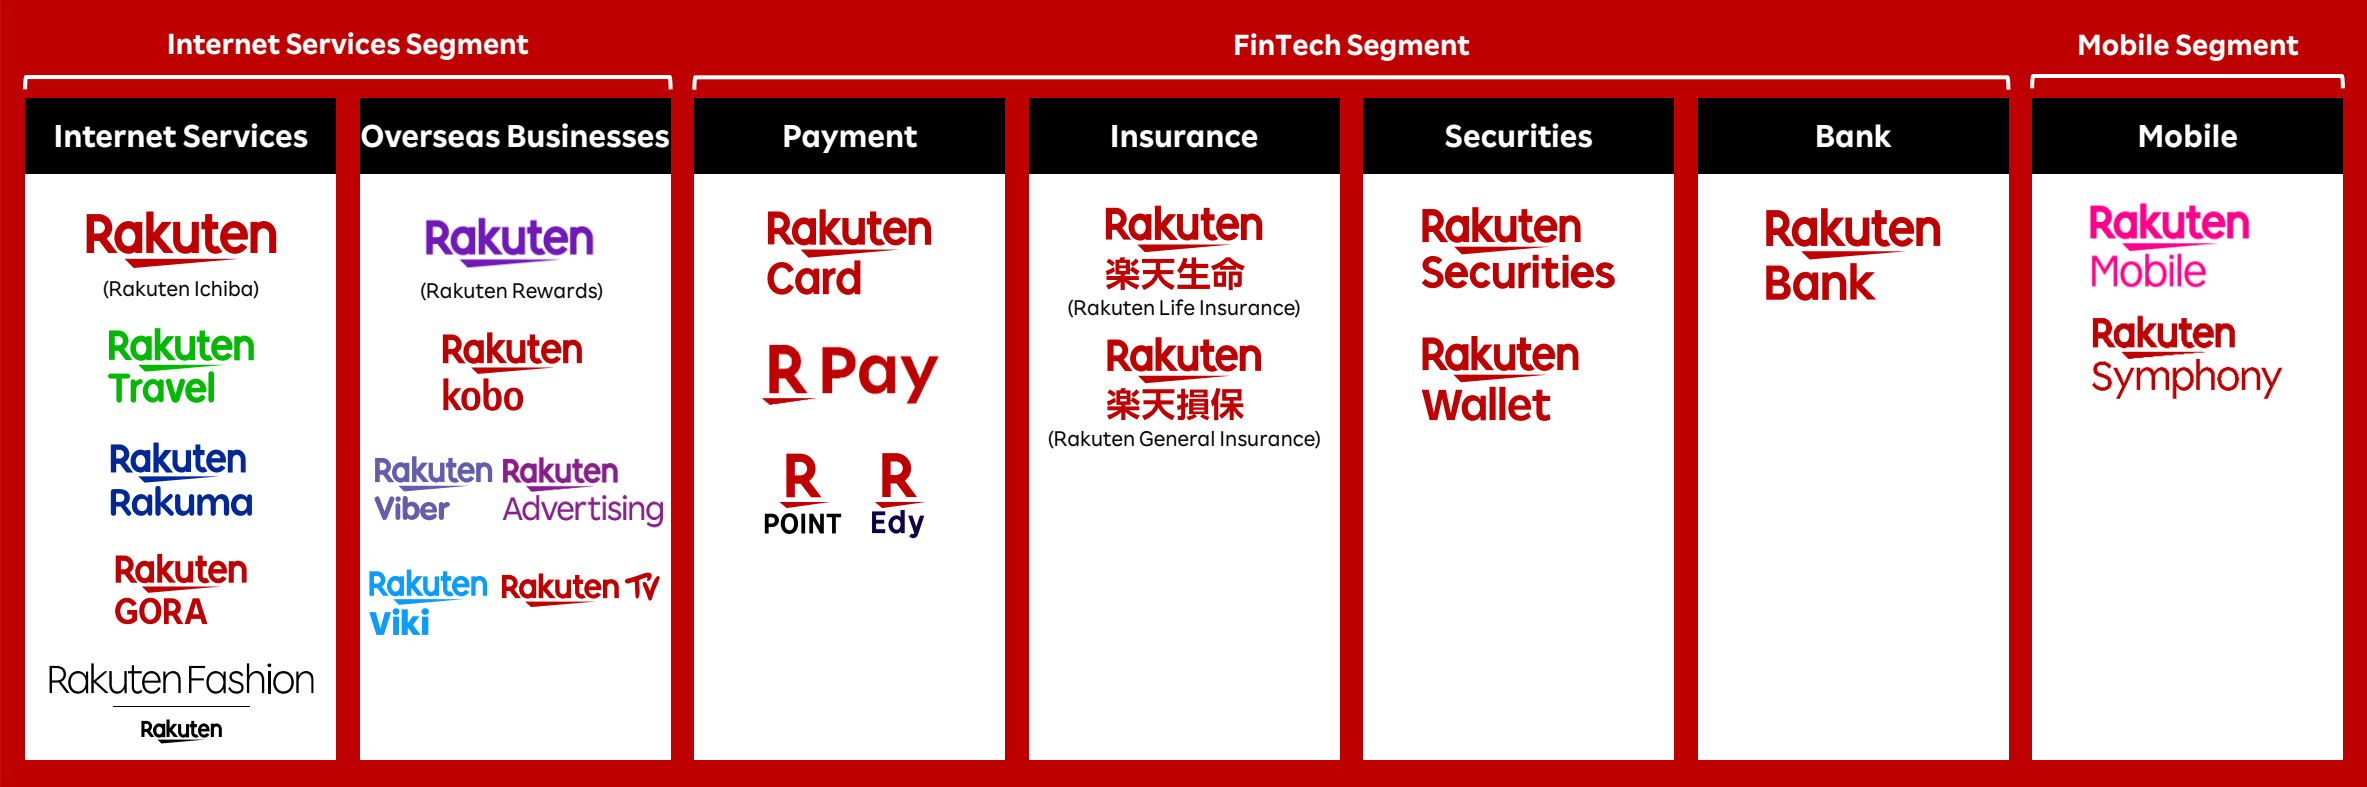 Internet Services Segment
FinTech Segment
Mobile Segment
Internet Services
Rakuten
(Rakuten Ichiba)
Rakuten
Travel
Rakuten
Rakuma
Rakuten
GORA
Rakuten Fashion
Rakuten
Overseas Businesses
Rakuten
(Rakuten Rewards)
Rakuten
kobo
Rakuten
Viber
Rakuten
Advertising
Rakuten
Viki
Rakuten TV
Payment
Rakuten
Card
R Pay
R
POINT
R
Edy
Insurance
Rakuten
楽天生命
(Rakuten Life Insurance)
Rakuten
楽天損保
(Rakuten General Insurance)
Securities
Rakuten
Securities
Rakuten
Wallet
Bank
Rakuten
Bank
Mobile
Rakuten
Mobile
Rakuten
Symphony